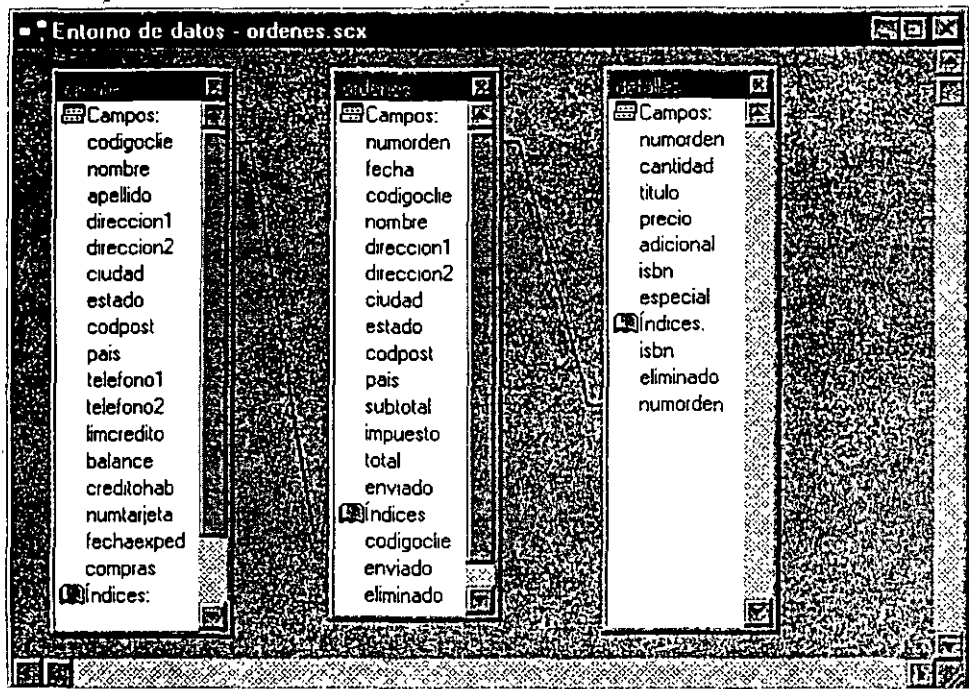 Entorno de datos - ordenes.scx
Campos:
codigoclie
nombre
apellido
direccion1
direccion2
ciudad
estado
codpost
pais
telefono1
telefono2
limcredito
balance
creditohab
numtarjeta
fechaexped
compras
Índices:
ordenes
Campos:
numorden
fecha
codigoclie
nombre
direccion1
direccion2
ciudad
estado
codpost
pais
subtotal
impuesto
total
enviado
Índices
codigoclie
enviado
eliminado
detalles
Campos:
numorden
cantidad
titulo
precio
adicional
isbn
especial
Índices.
isbn
eliminado
numorden